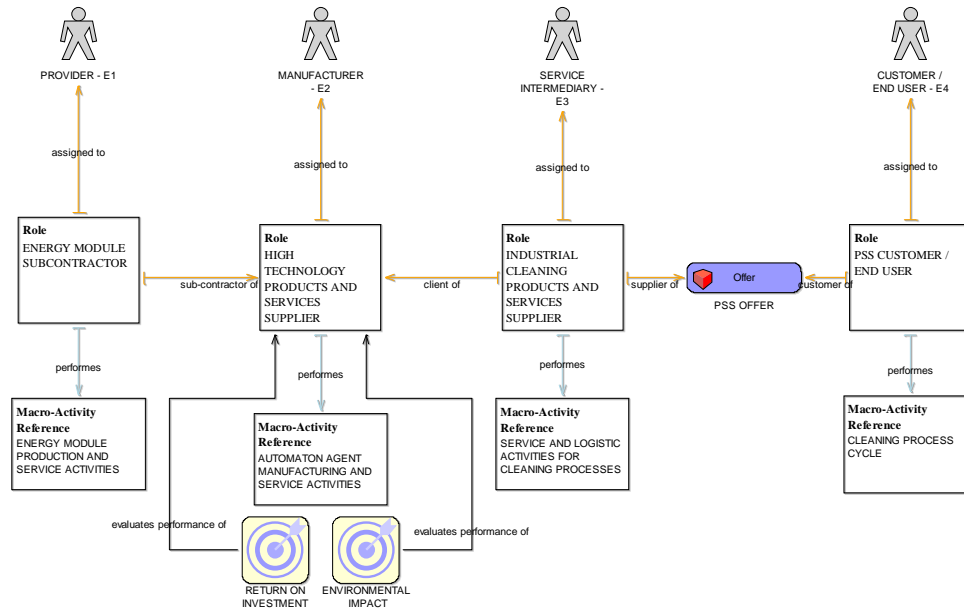 PROVIDER - E1
MANUFACTURER
- E2
SERVICE
INTERMEDIARY -
E3
CUSTOMER /
END USER - E4
assigned to
assigned to
assigned to
assigned to
Role
ENERGY MODULE
SUBCONTRACTOR
sub-contractor of
Role
HIGH
TECHNOLOGY
PRODUCTS AND
SERVICES
SUPPLIER
client of
Role
INDUSTRIAL
CLEANING
PRODUCTS AND
SERVICES
SUPPLIER
supplier of
Offer
PSS OFFER
customer of
Role
PSS CUSTOMER /
END USER
performes
performes
performes
performes
Macro-Activity
Reference
ENERGY MODULE
PRODUCTION AND
SERVICE ACTIVITIES
Macro-Activity
Reference
AUTOMATON AGENT
MANUFACTURING AND
SERVICE ACTIVITIES
Macro-Activity
Reference
SERVICE AND LOGISTIC
ACTIVITIES FOR
CLEANING PROCESSES
Macro-Activity
Reference
CLEANING PROCESS
CYCLE
evaluates performance of
evaluates performance of
RETURN ON
INVESTMENT
ENVIRONMENTAL
IMPACT